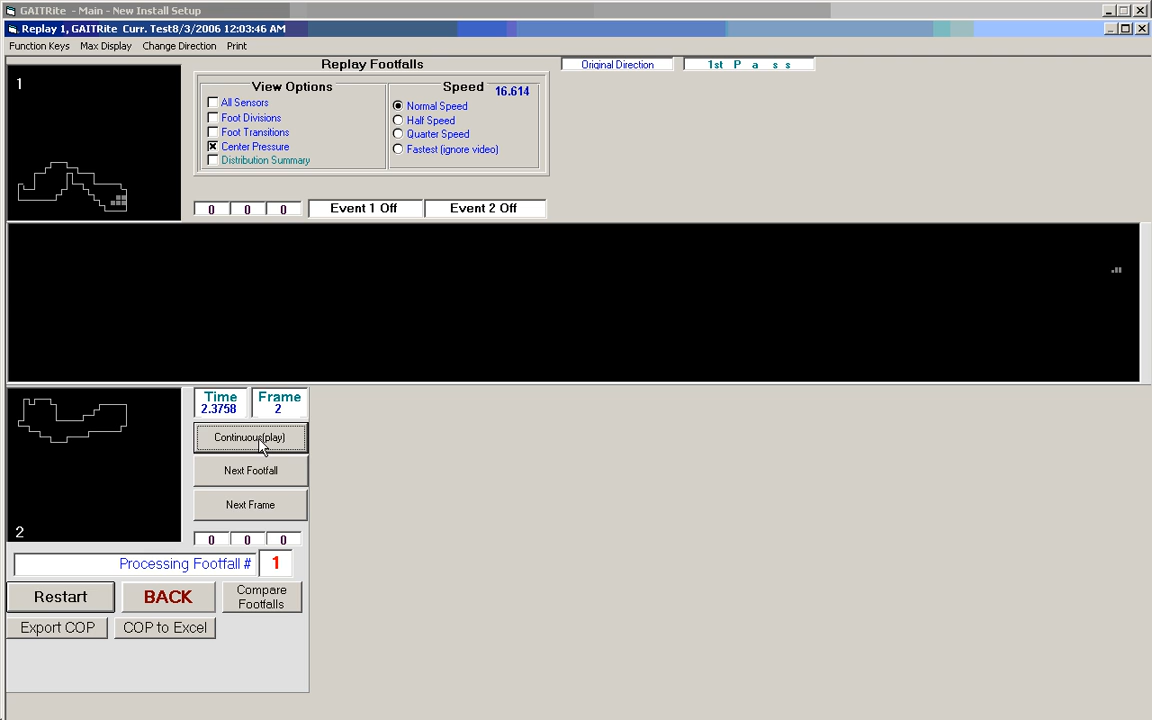 GAITRite - Main - New Install Setup
Replay 1, GAITRite Curr. Test8/3/2006 12:03:46 AM
Function Keys Max Display Change Direction Print
Replay Footfalls
Original Direction
1st P a s s
1
View Options
All Sensors
Foot Divisions
Foot Transitions
Center Pressure
Distribution Summary
Speed 16.614
Normal Speed
Half Speed
Quarter Speed
Fastest (ignore video)
0 0 0 Event 1 Off Event 2 Off
Time
2.3758
Frame
2
Continuous(play)
Next Footfall
Next Frame
2
0 0 0
Processing Footfall # 1
Restart BACK Compare Footfalls
Export COP COP to Excel